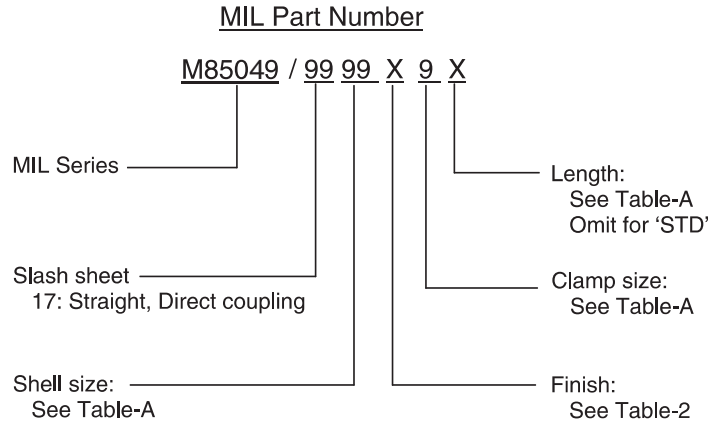 MIL Part Number
M85049 / 99 99 X 9 X
MIL Series
Length:
See Table-A
Omit for 'STD'
Slash sheet
17: Straight, Direct coupling
Clamp size:
See Table-A
Shell size:
See Table-A
Finish:
See Table-2